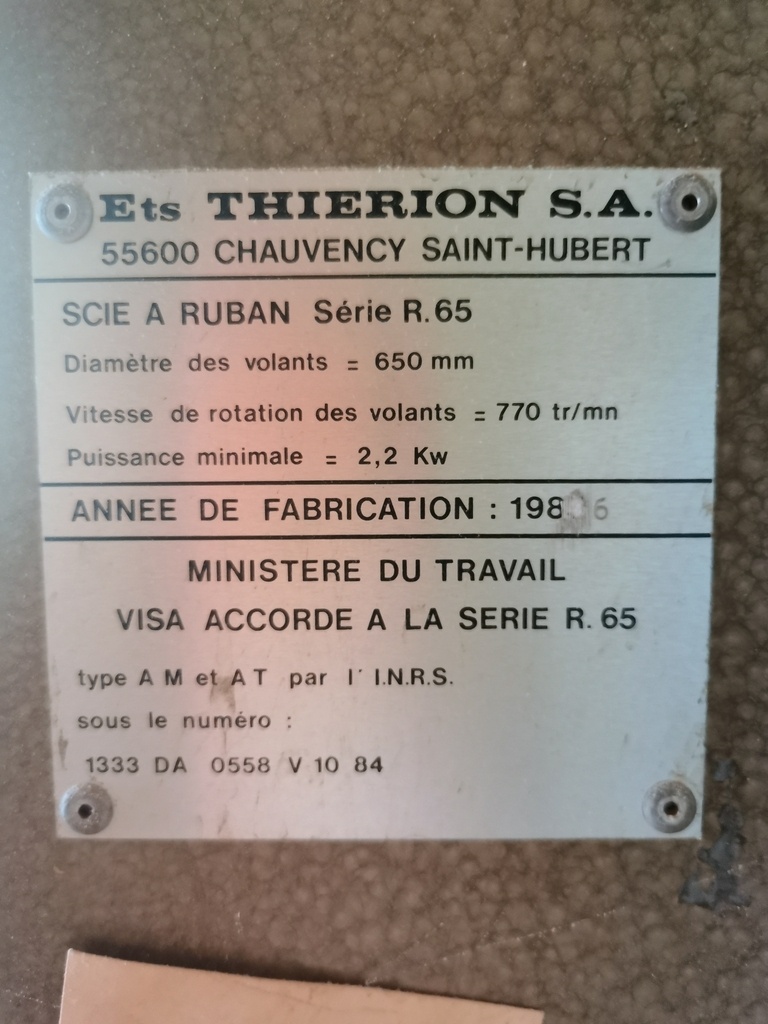 Ets THIERION S.A.
55600 CHAUVENCY SAINT-HUBERT
SCIE A RUBAN Série R.65
Diamètre des volants = 650 mm
Vitesse de rotation des volants = 770 tr/mn
Puissance minimale = 2,2 Kw
ANNEE DE FABRICATION :
MINISTERE DU TRAVAIL
VISA ACCORDE A LA SERIE R. 65
type A M et A T par l' I.N.R.S.
sous le numéro :
1333 DA 0558 V 10 84